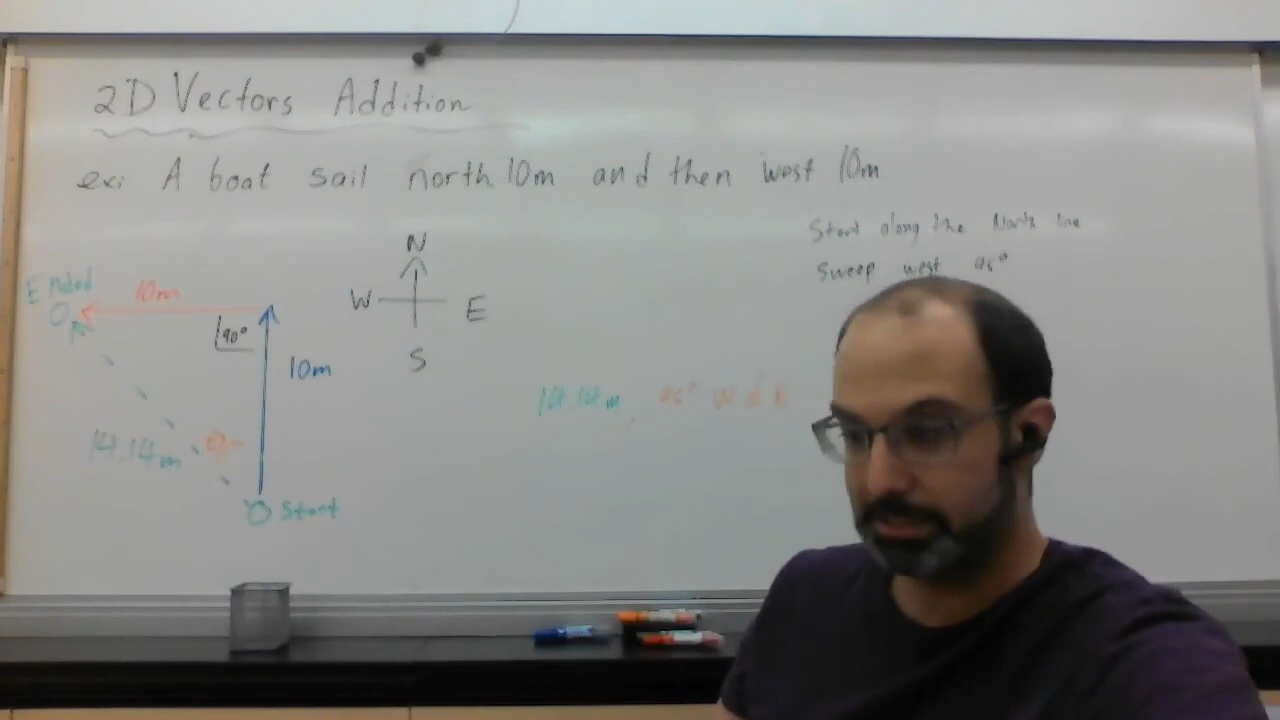 2D Vectors Addition
ex: A boat sail north 10m and then west 10m
Start along the North line
Sweep west 45°
N
W
E
S
Ended
10m
90°
10m
14.14m
θ
Start
14.14m, 45° W of N